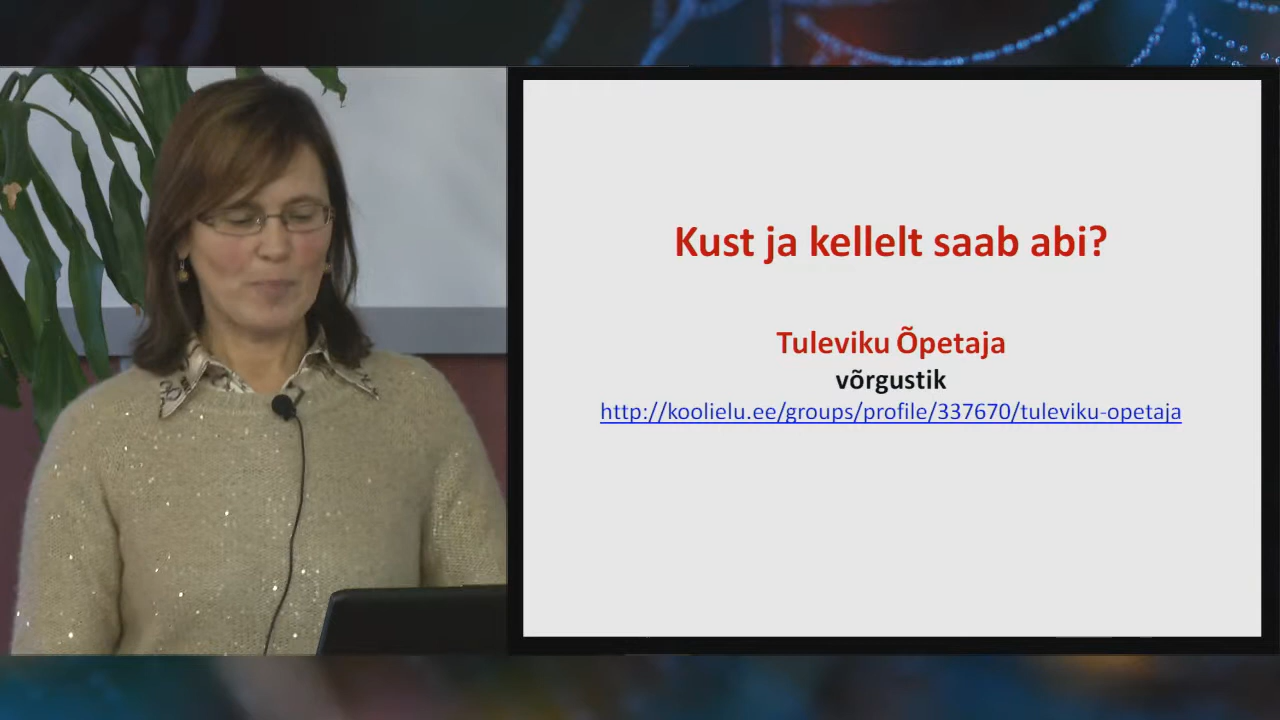 Kust ja kellelt saab abi?
Tuleviku Õpetaja
võrgustik
http://koolielu.ee/groups/profile/337670/tuleviku-opetaja